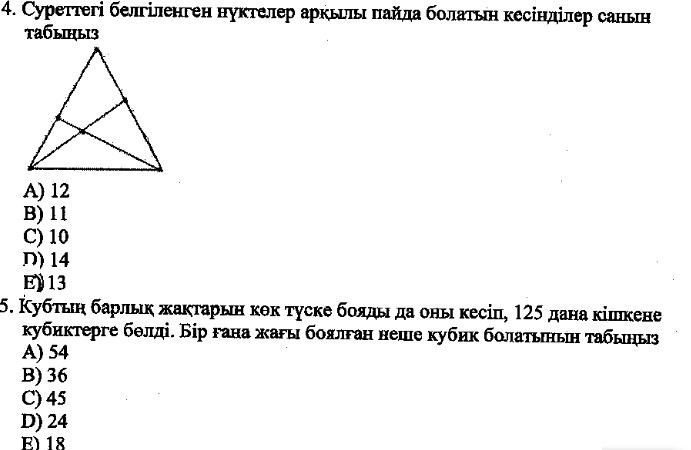 4. Суреттегі белгіленген нүктелер арқылы пайда болатын кесінділер санын
табыңыз
A) 12
B) 11
C) 10
D) 14
E) 13
5. Кубтың барлық жақтарын көк түске бояды да оны кесіп, 125 дана кішкене
кубиктерге бөлді. Бір ғана жағы боялған неше кубик болатынын табыңыз
A) 54
B) 36
C) 45
D) 24
E) 18